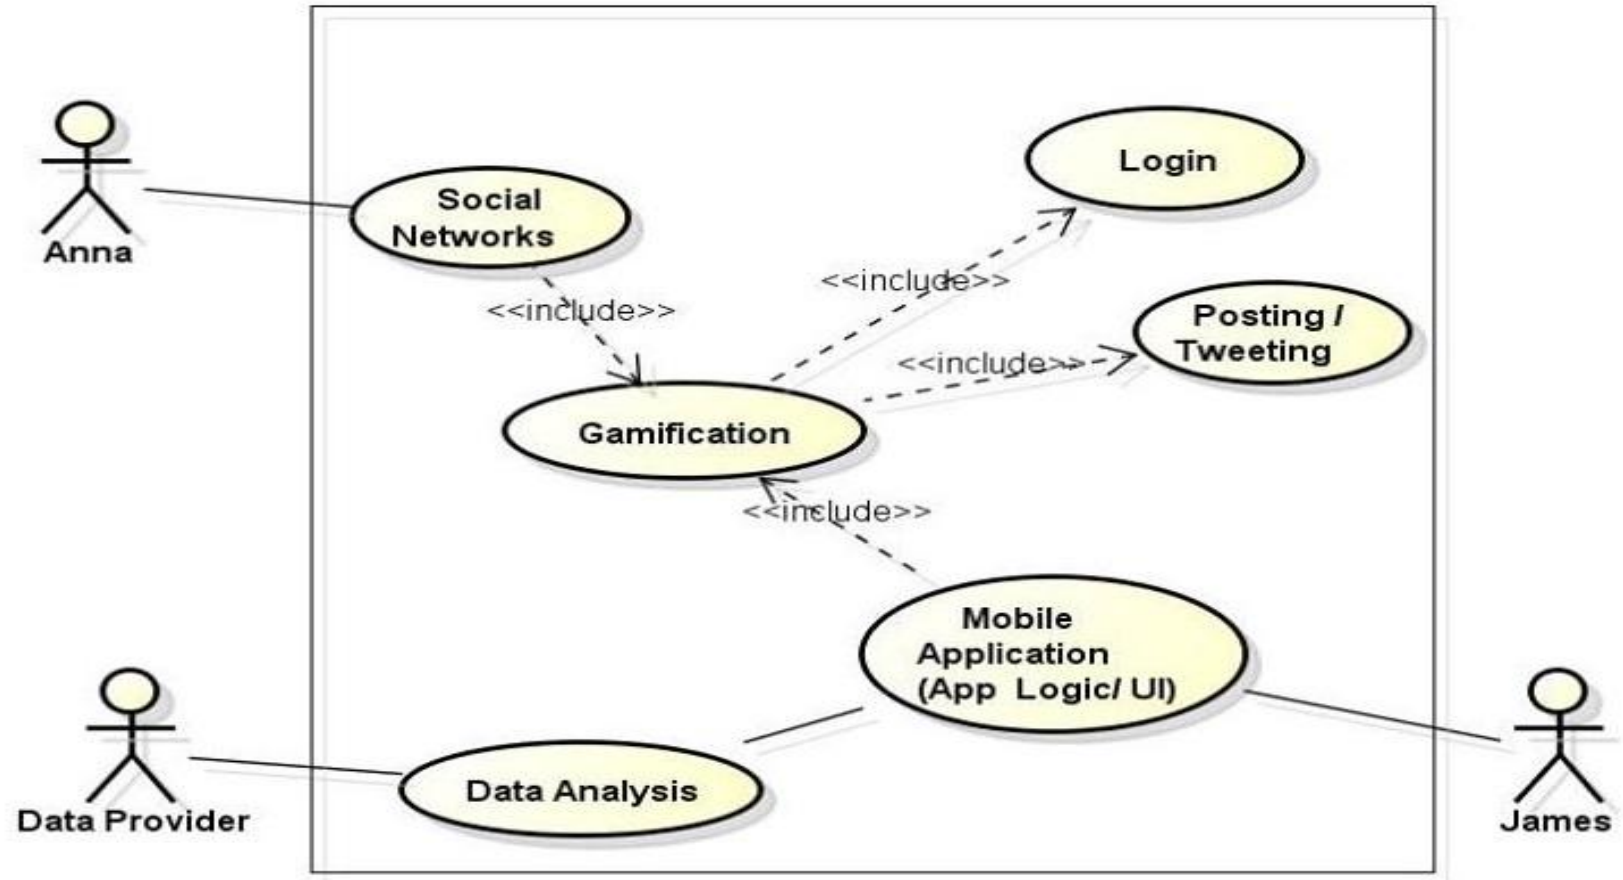 Login
Social
Networks
Anna
<<include>>
<<include>>
Posting /
Tweeting
<<include>>
Gamification
<<include>>
Mobile
Application
(App Logic/ UI)
Data Analysis
Data Provider
James